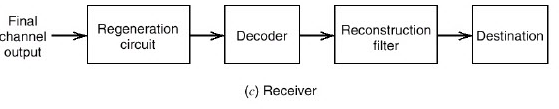 Final
channel
output
Regeneration
circuit
Decoder
Reconstruction
filter
Destination
(c) Receiver